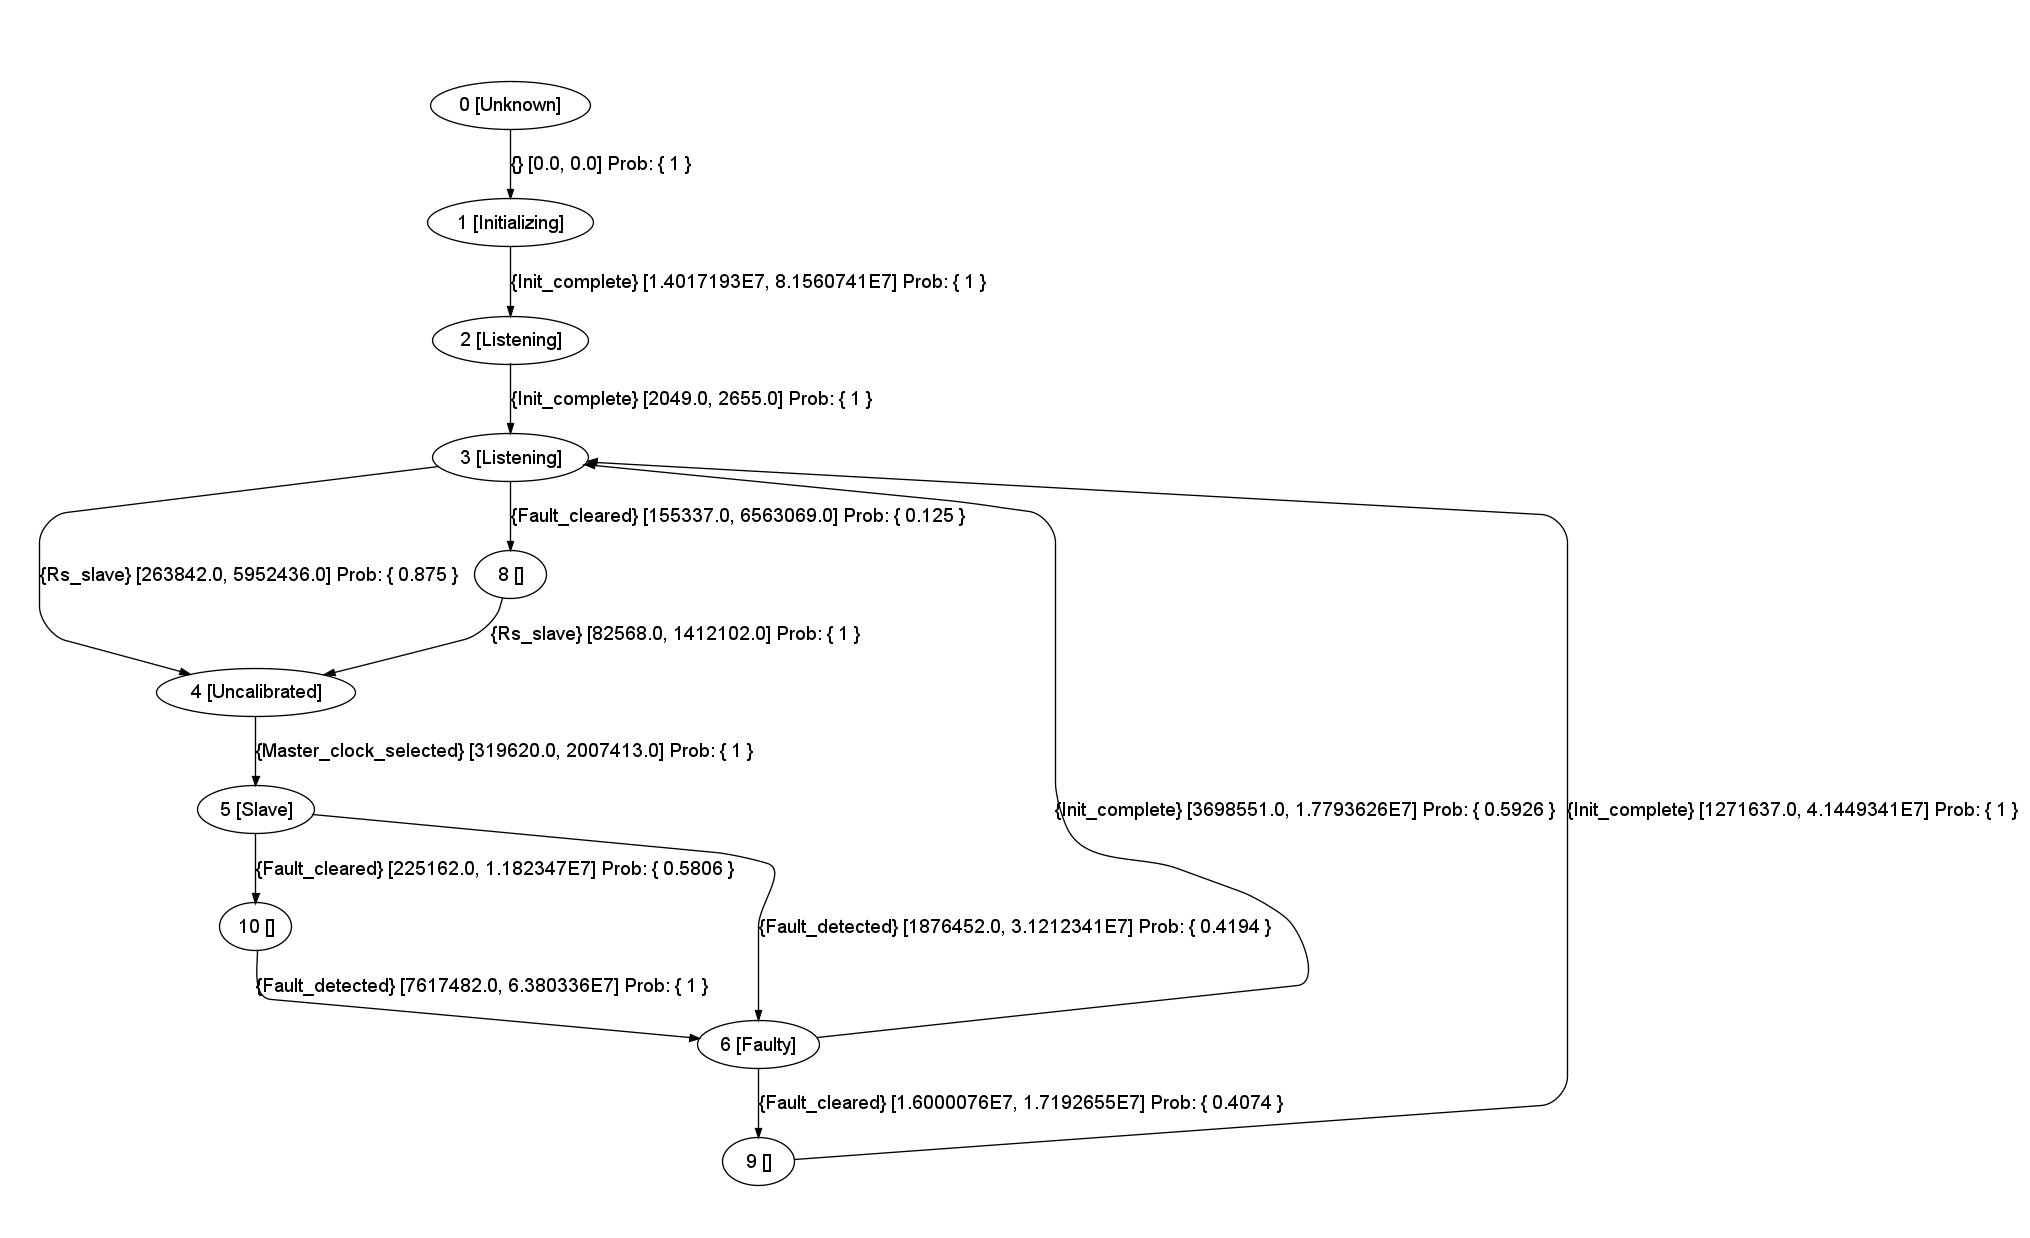 0 [Unknown]
{} [0.0, 0.0] Prob: { 1 }
1 [Initializing]
{Init_complete} [1.4017193E7, 8.1560741E7] Prob: { 1 }
2 [Listening]
{Init_complete} [2049.0, 2655.0] Prob: { 1 }
3 [Listening]
{Fault_cleared} [155337.0, 6563069.0] Prob: { 0.125 }
{Rs_slave} [263842.0, 5952436.0] Prob: { 0.875 }
8 []
{Rs_slave} [82568.0, 1412102.0] Prob: { 1 }
4 [Uncalibrated]
{Master_clock_selected} [319620.0, 2007413.0] Prob: { 1 }
5 [Slave]
{Init_complete} [3698551.0, 1.7793626E7] Prob: { 0.5926 }
{Init_complete} [1271637.0, 4.1449341E7] Prob: { 1 }
{Fault_cleared} [225162.0, 1.182347E7] Prob: { 0.5806 }
10 []
{Fault_detected} [1876452.0, 3.1212341E7] Prob: { 0.4194 }
{Fault_detected} [7617482.0, 6.380336E7] Prob: { 1 }
6 [Faulty]
{Fault_cleared} [1.6000076E7, 1.7192655E7] Prob: { 0.4074 }
9 []